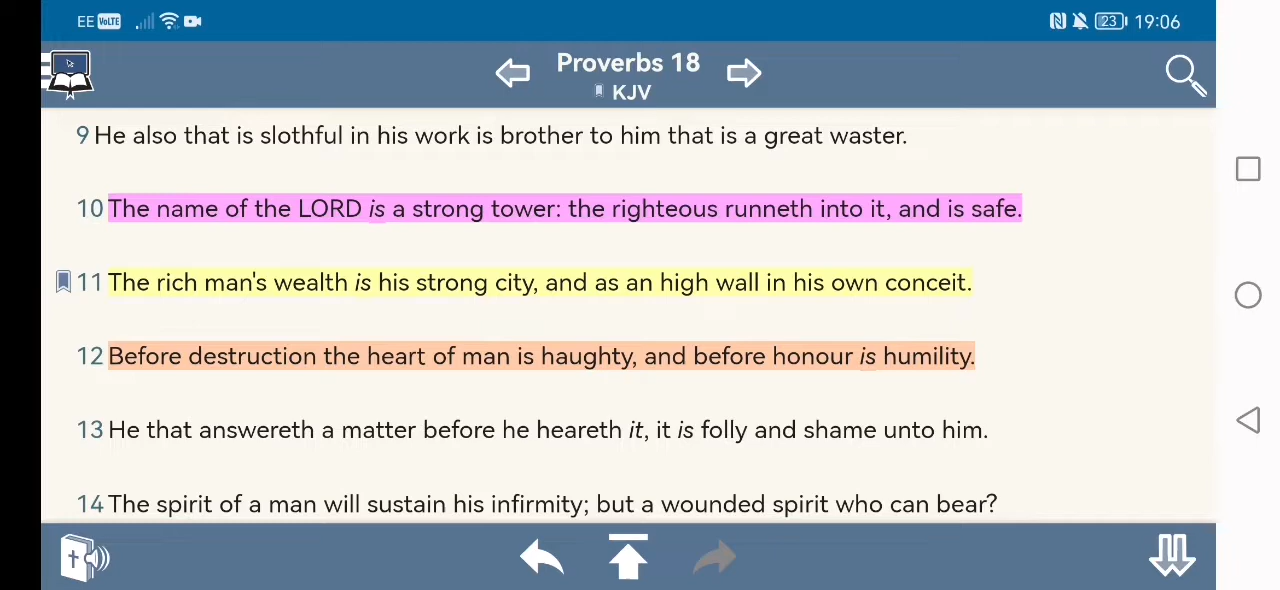 EE VoLTE 23 19:06
Proverbs 18
KJV
9 He also that is slothful in his work is brother to him that is a great waster.
10 The name of the LORD is a strong tower: the righteous runneth into it, and is safe.
11 The rich man's wealth is his strong city, and as an high wall in his own conceit.
12 Before destruction the heart of man is haughty, and before honour is humility.
13 He that answereth a matter before he heareth it, it is folly and shame unto him.
14 The spirit of a man will sustain his infirmity; but a wounded spirit who can bear?